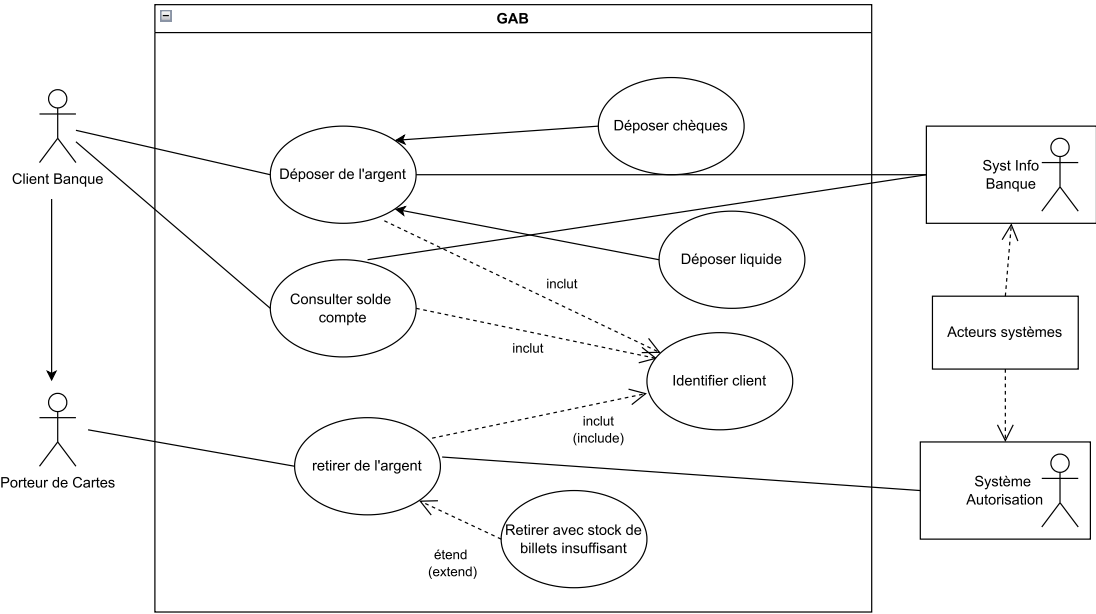 GAB
Déposer chèques
Client Banque
Déposer de l'argent
Syst Info
Banque
Déposer liquide
inclut
Consulter solde
compte
inclut
Acteurs systèmes
Identifier client
inclut
(include)
retirer de l'argent
Porteur de Cartes
Système
Autorisation
Retirer avec stock de
billets insuffisant
étend
(extend)